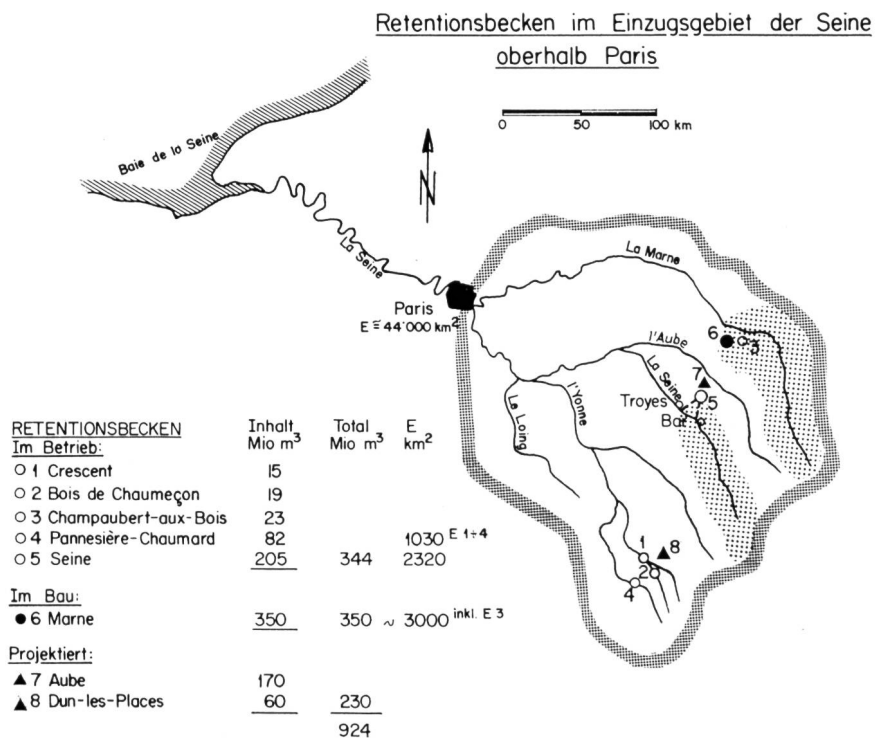 Retentionsbecken im Einzugsgebiet der Seine
oberhalb Paris
0 50 100 km
N
Baie de la Seine
La Seine
Paris
E ≅ 44'000 km²
La Marne
6
3
l'Aube
7
La Seine
Troyes
5
Bar
l'Yonne
Le Loing
1
8
2
4
RETENTIONSBECKEN Inhalt Total E
Im Betrieb: Mio m³ Mio m³ km²
○ 1 Crescent 15
○ 2 Bois de Chaumeçon 19
○ 3 Champaubert-aux-Bois 23
○ 4 Pannesière-Chaumard 82 1030 E 1÷4
○ 5 Seine 205 344 2320
Im Bau:
● 6 Marne 350 350 ~ 3000 inkl. E 3
Projektiert:
▲ 7 Aube 170
▲ 8 Dun-les-Places 60 230
924